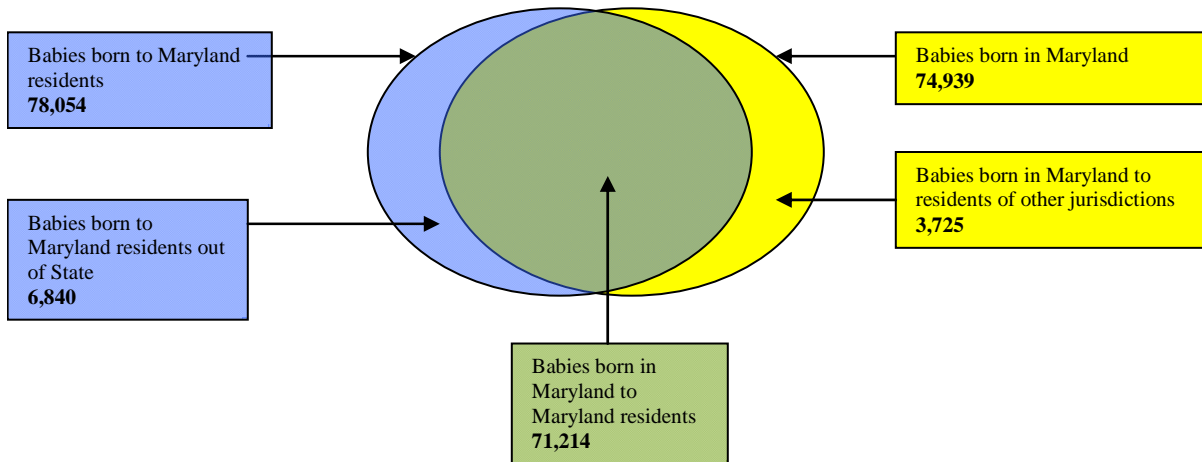 Babies born to Maryland
residents
78,054
Babies born in Maryland
74,939
Babies born in Maryland to
residents of other jurisdictions
3,725
Babies born to
Maryland residents out
of State
6,840
Babies born in
Maryland to
Maryland residents
71,214